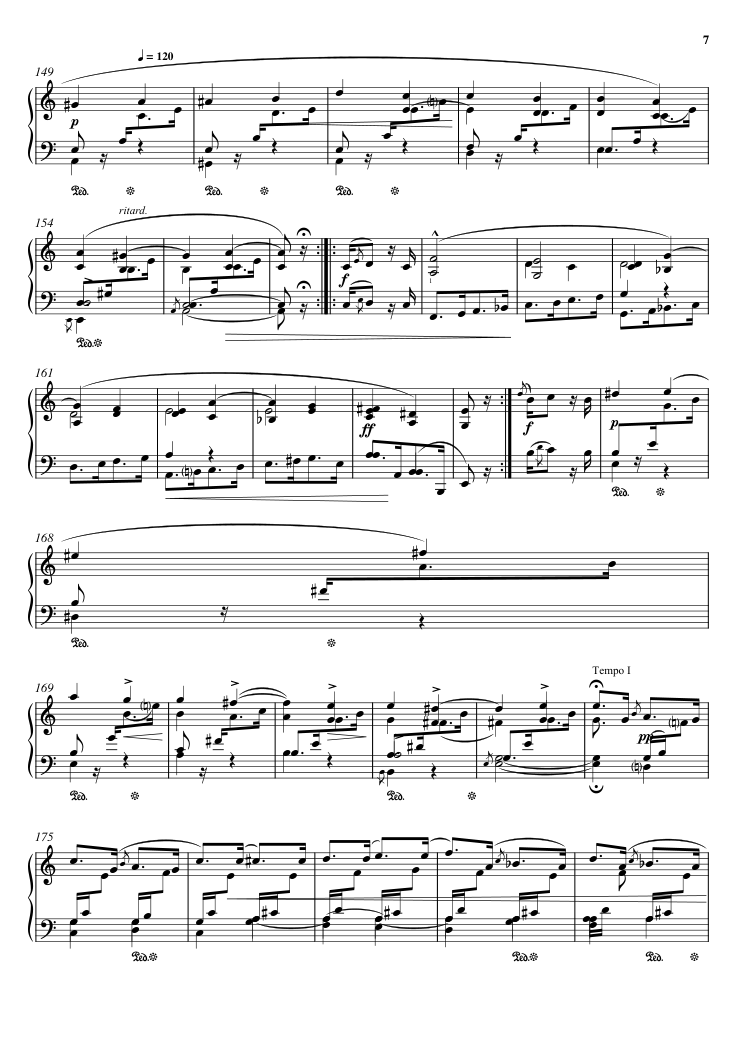 7
♩ = 120
149
p
Ped. * Ped. * Ped. *
154
ritard.
f
Ped. *
161
ff
f
p
Ped. *
168
Ped. *
Tempo I
169
pp
Ped. * Ped. *
175
Ped. * Ped. * Ped. *